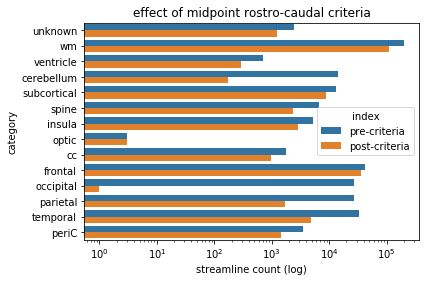 effect of midpoint rostro-caudal criteria
category
unknown
wm
ventricle
cerebellum
subcortical
spine
insula
optic
cc
frontal
occipital
parietal
temporal
periC
index
pre-criteria
post-criteria
10^0 10^1 10^2 10^3 10^4 10^5
streamline count (log)